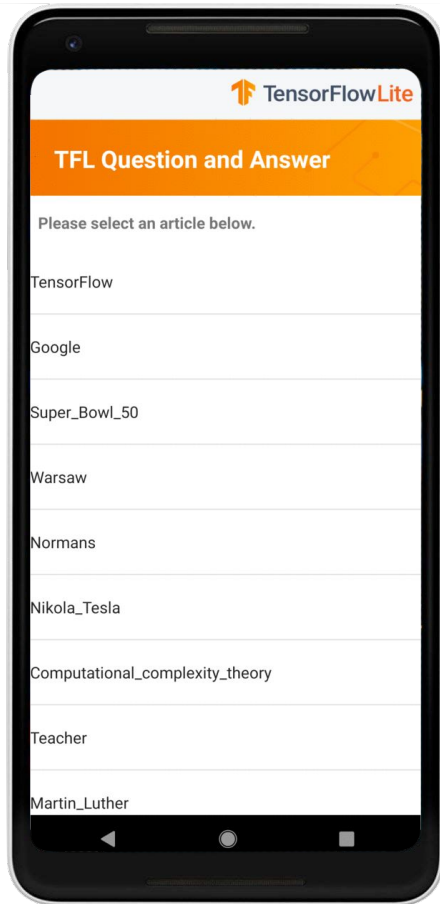 TensorFlowLite
TFL Question and Answer
Please select an article below.
TensorFlow
Google
Super_Bowl_50
Warsaw
Normans
Nikola_Tesla
Computational_complexity_theory
Teacher
Martin_Luther